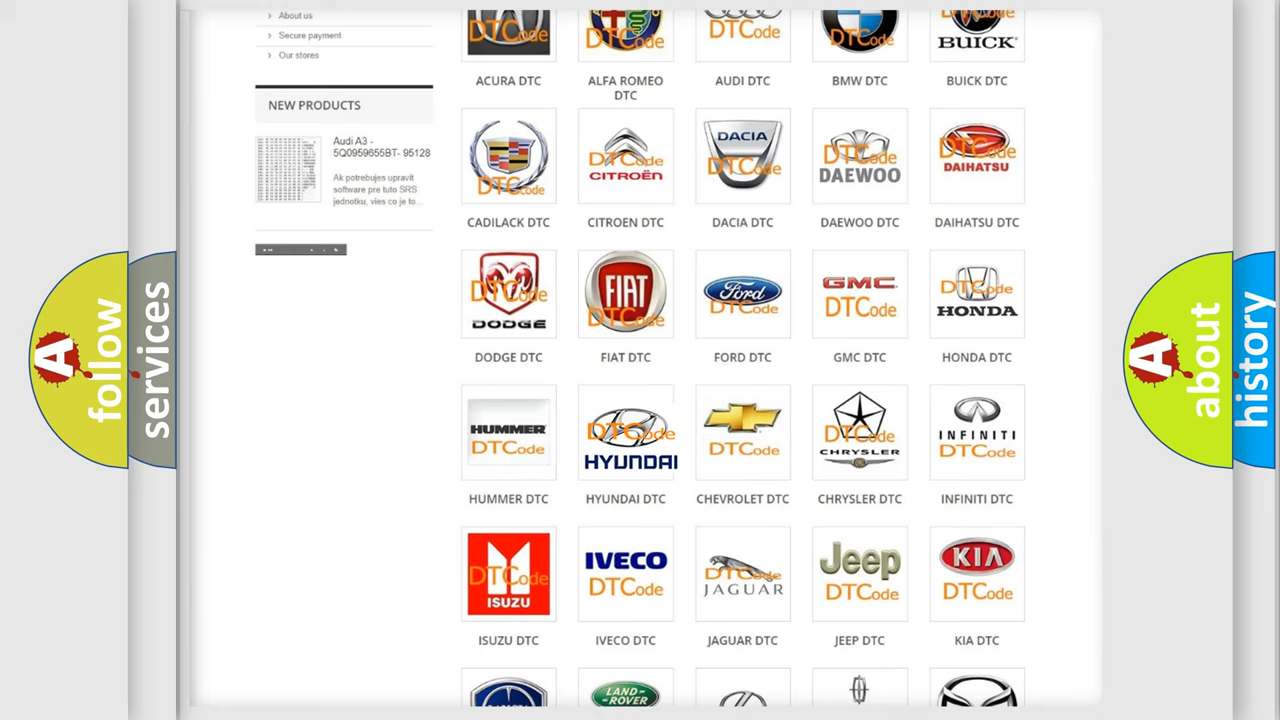 About us
Secure payment
Our stores
NEW PRODUCTS
Audi A3 -
5Q0959655BT- 95128
Ak potrebujes upravit
software pre tuto SRS
jednotku, vies co je to...
DTCode DTCode DTCode DTCode BUICK
ACURA DTC ALFA ROMEO DTC AUDI DTC BMW DTC BUICK DTC
DTCode
DTCode CITROËN
DACIA DTCode
DTCode DAEWOO
DTCode DAIHATSU
CADILACK DTC CITROEN DTC DACIA DTC DAEWOO DTC DAIHATSU DTC
DTCode DODGE
FIAT DTCode
Ford DTCode
GMC DTCode
DTCode HONDA
DODGE DTC FIAT DTC FORD DTC GMC DTC HONDA DTC
HUMMER DTCode
DTCode HYUNDAI
DTCode
DTCode CHRYSLER
INFINITI DTCode
HUMMER DTC HYUNDAI DTC CHEVROLET DTC CHRYSLER DTC INFINITI DTC
DTCode ISUZU
IVECO DTCode
DTCode JAGUAR
Jeep DTCode
KIA DTCode
ISUZU DTC IVECO DTC JAGUAR DTC JEEP DTC KIA DTC
LAND-
ROVER
A follow
services
A about
history